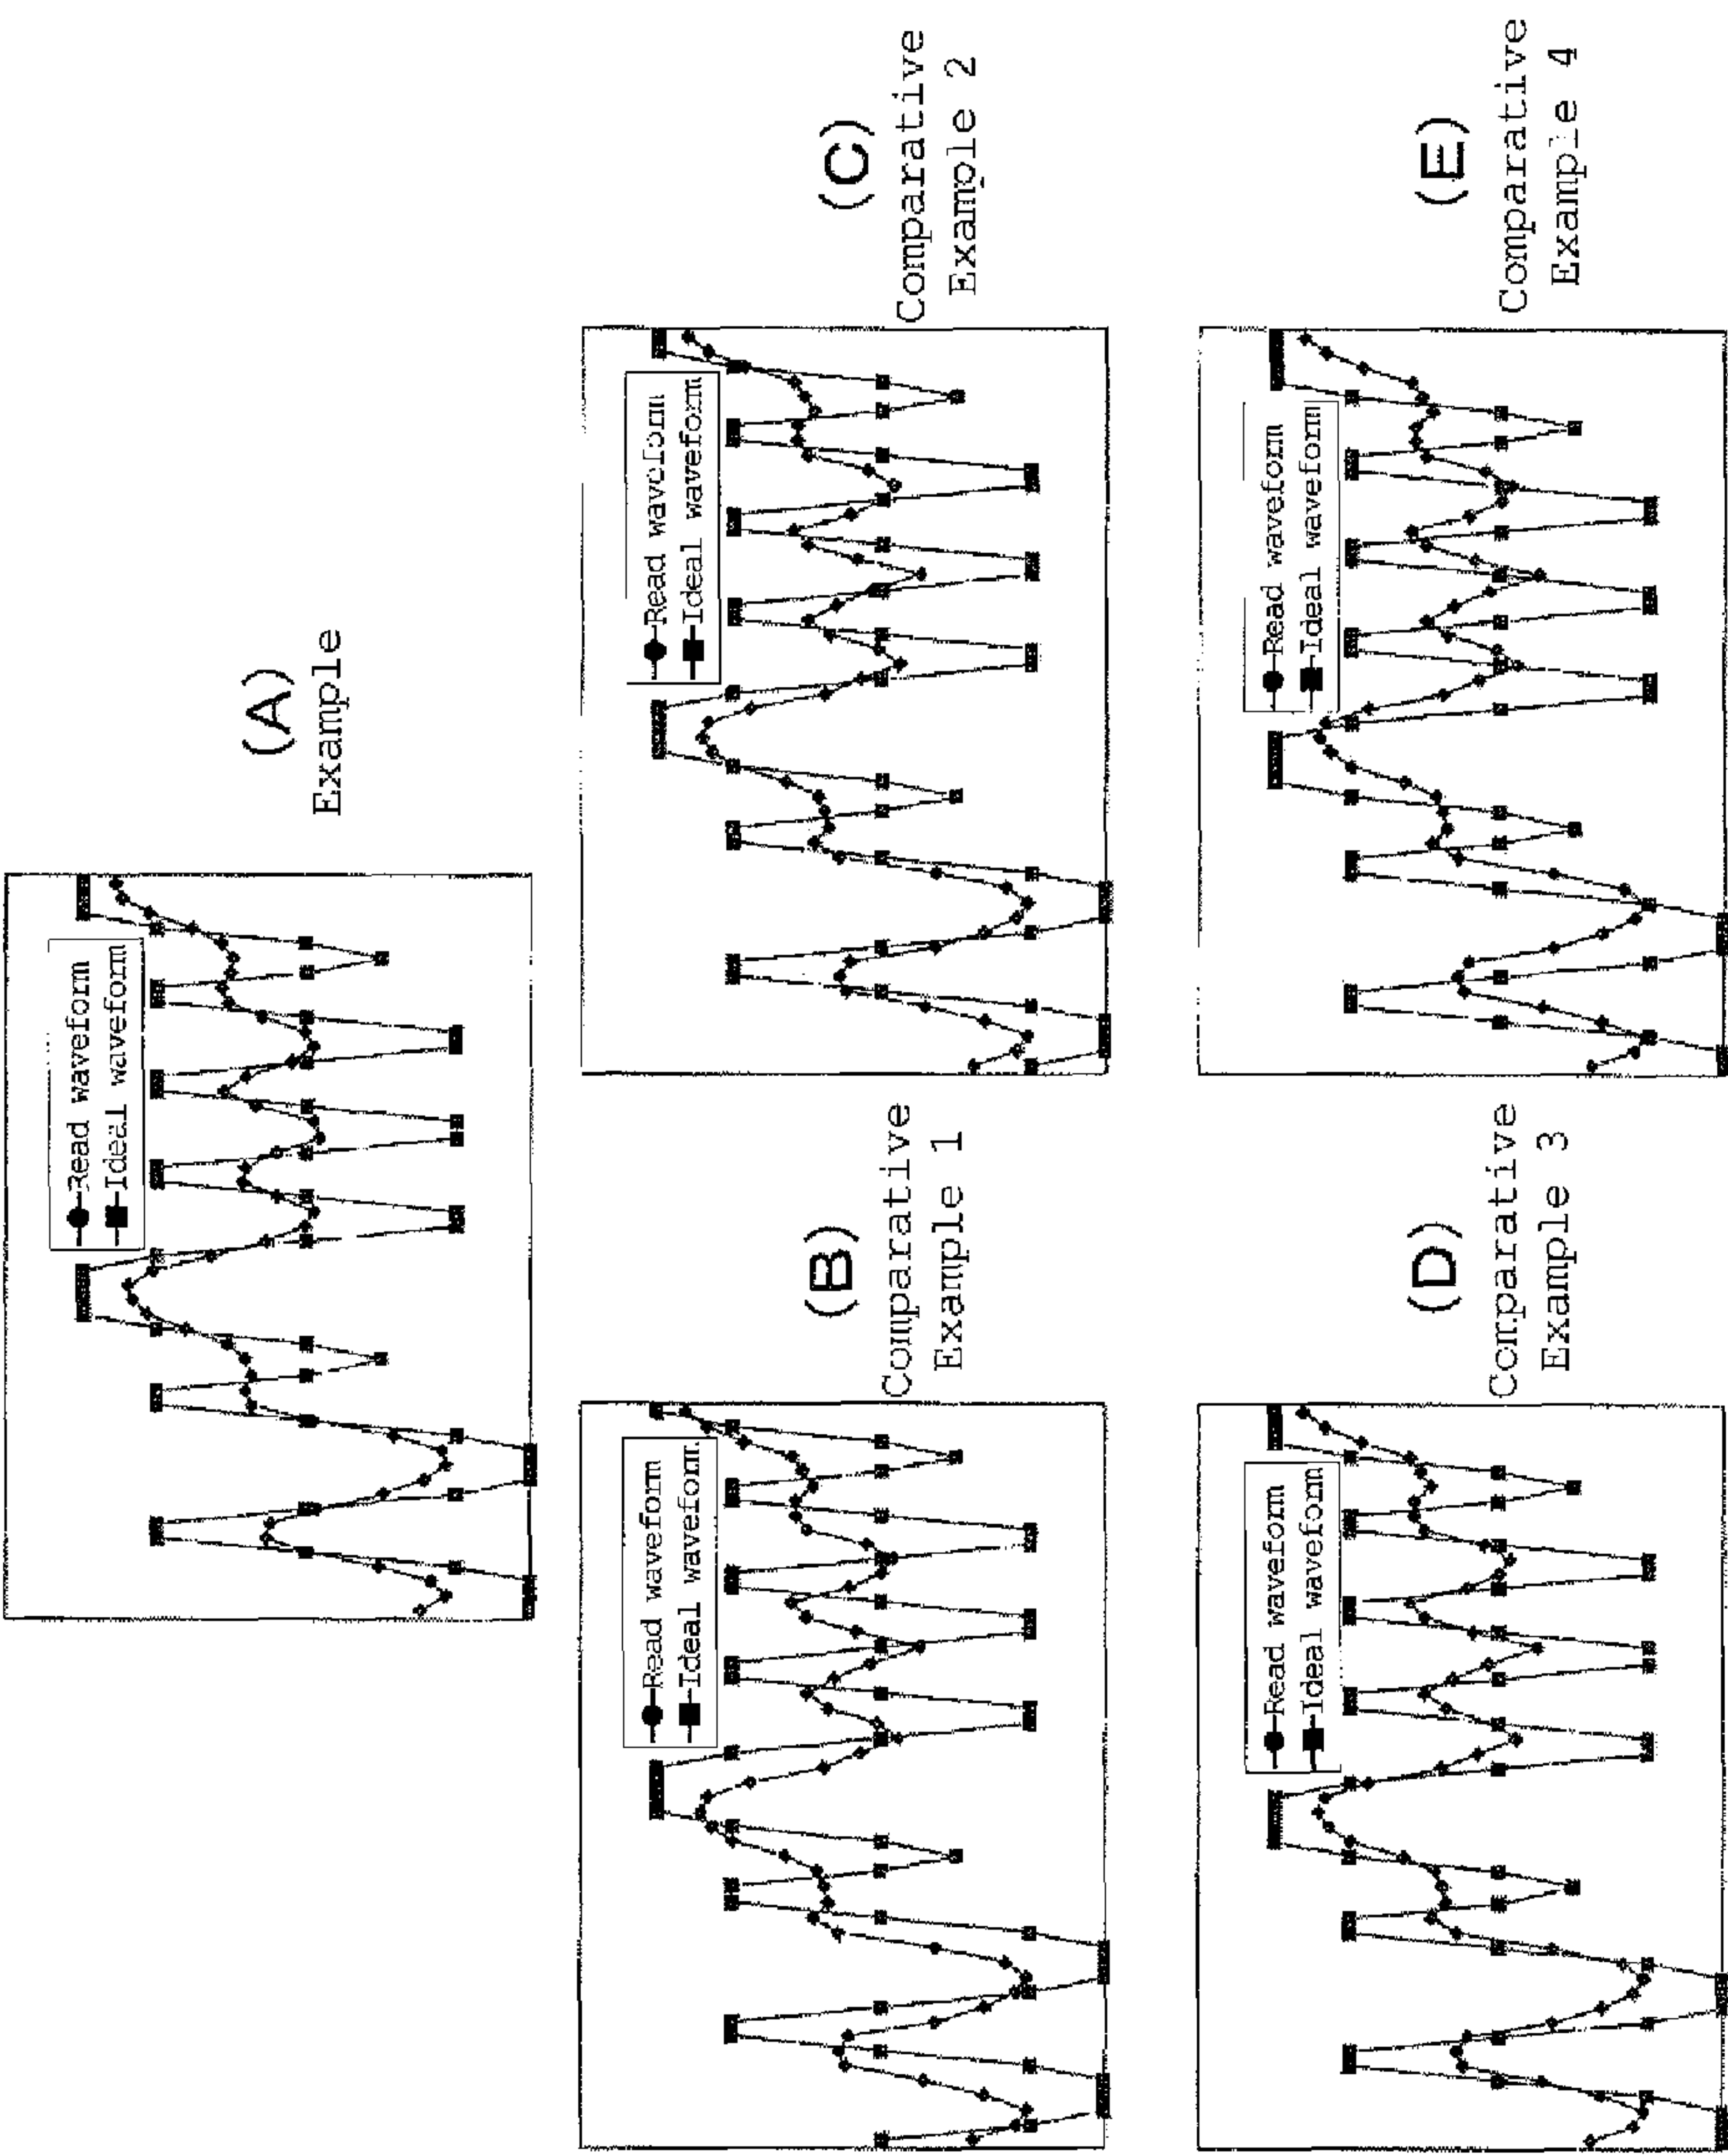 Read waveform
Ideal waveform
(A)
Example
Read waveform
Ideal waveform
(B)
Comparative
Example 1
Read waveform
Ideal waveform
(C)
Comparative
Example 2
Read waveform
Ideal waveform
(D)
Comparative
Example 3
Read waveform
Ideal waveform
(E)
Comparative
Example 4